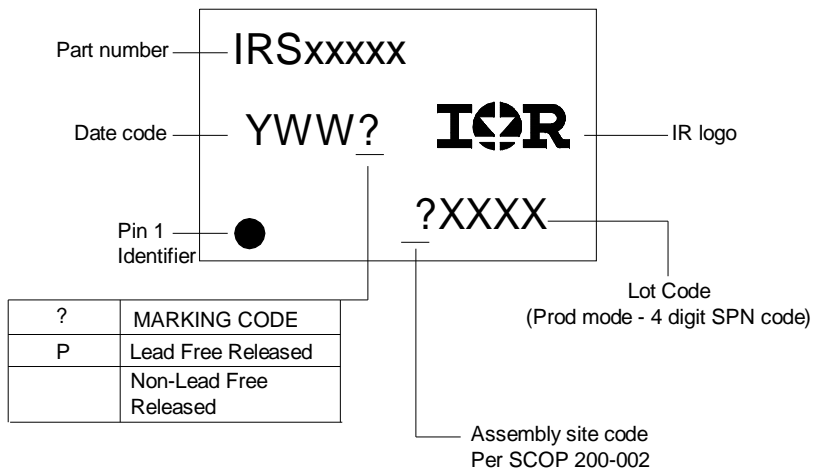 Part number
IRSxxxxx
Date code
YWW?
IOR
IR logo
?XXXX
Pin 1
Identifier
Lot Code
(Prod mode - 4 digit SPN code)
? MARKING CODE
P Lead Free Released
Non-Lead Free
Released
Assembly site code
Per SCOP 200-002